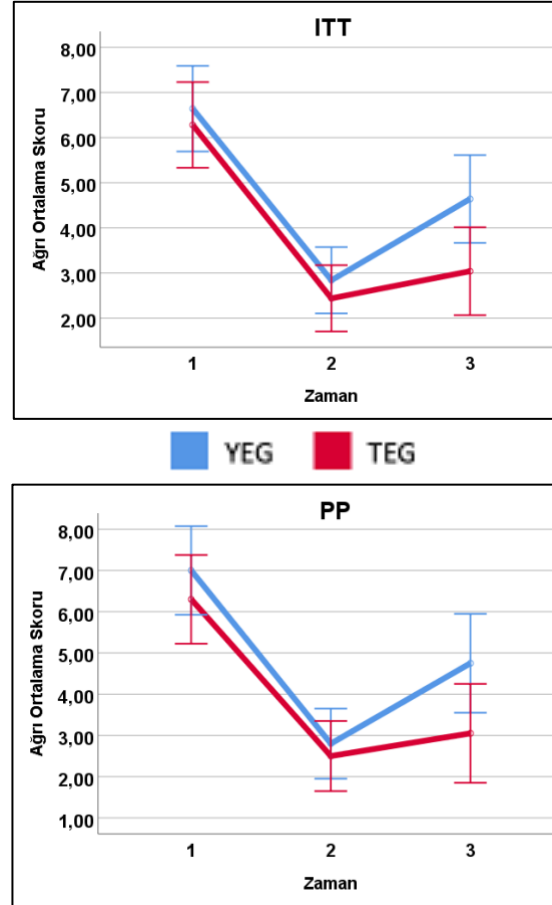 ITT
8,00
7,00
6,00
5,00
4,00
3,00
2,00
Ağrı Ortalama Skoru
1 2 3
Zaman
YEG TEG
PP
8,00
7,00
6,00
5,00
4,00
3,00
2,00
1,00
Ağrı Ortalama Skoru
1 2 3
Zaman